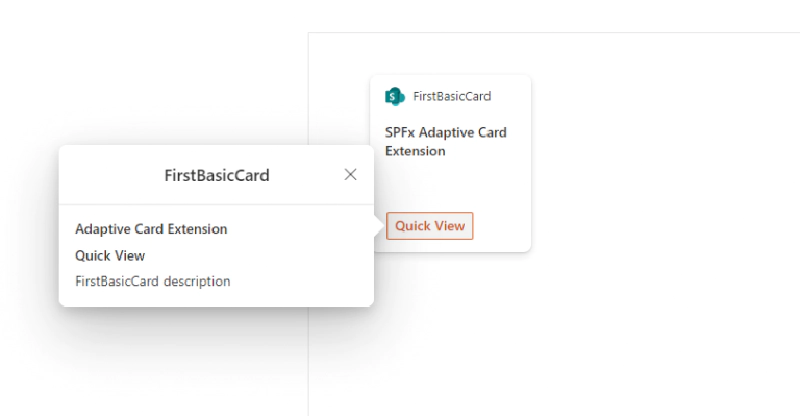 S FirstBasicCard
SPFx Adaptive Card
Extension
Quick View
FirstBasicCard
Adaptive Card Extension
Quick View
FirstBasicCard description